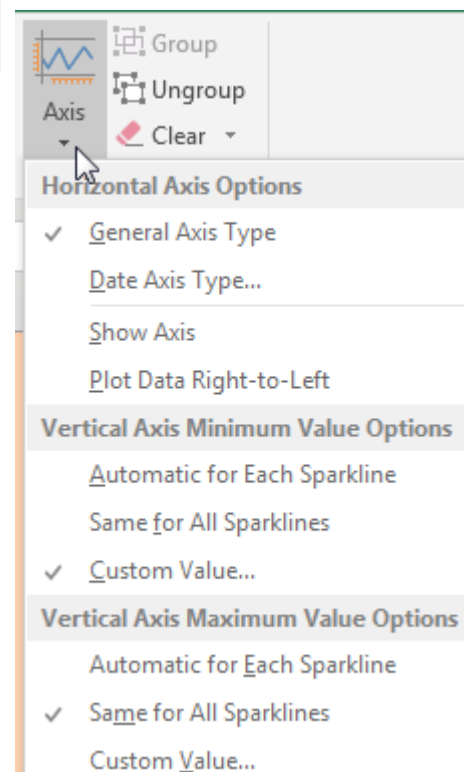 Group
Ungroup
Axis
Clear
Horizontal Axis Options
General Axis Type
Date Axis Type...
Show Axis
Plot Data Right-to-Left
Vertical Axis Minimum Value Options
Automatic for Each Sparkline
Same for All Sparklines
Custom Value...
Vertical Axis Maximum Value Options
Automatic for Each Sparkline
Same for All Sparklines
Custom Value...